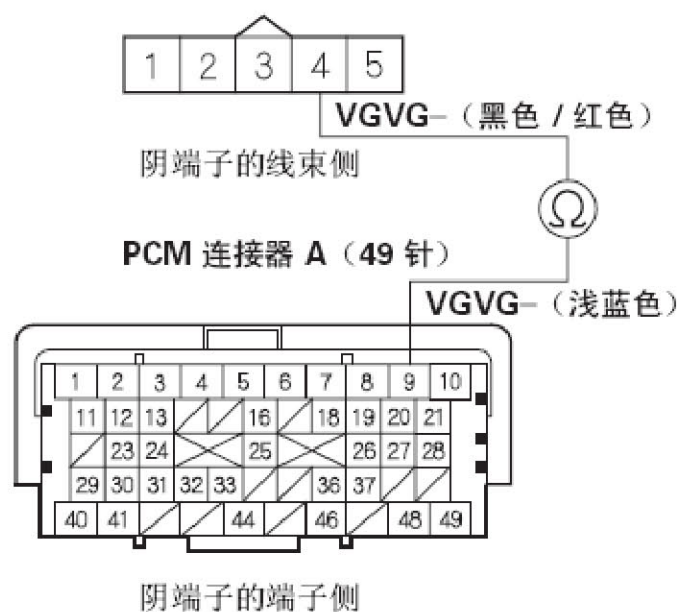 1 2 3 4 5
VGVG-（黑色 / 红色）
阴端子的线束侧
Ω
PCM 连接器 A（49 针）
VGVG-（浅蓝色）
1 2 3 4 5 6 7 8 9 10
11 12 13 16 18 19 20 21
23 24 25 26 27 28
29 30 31 32 33 36 37
40 41 44 46 48 49
阴端子的端子侧